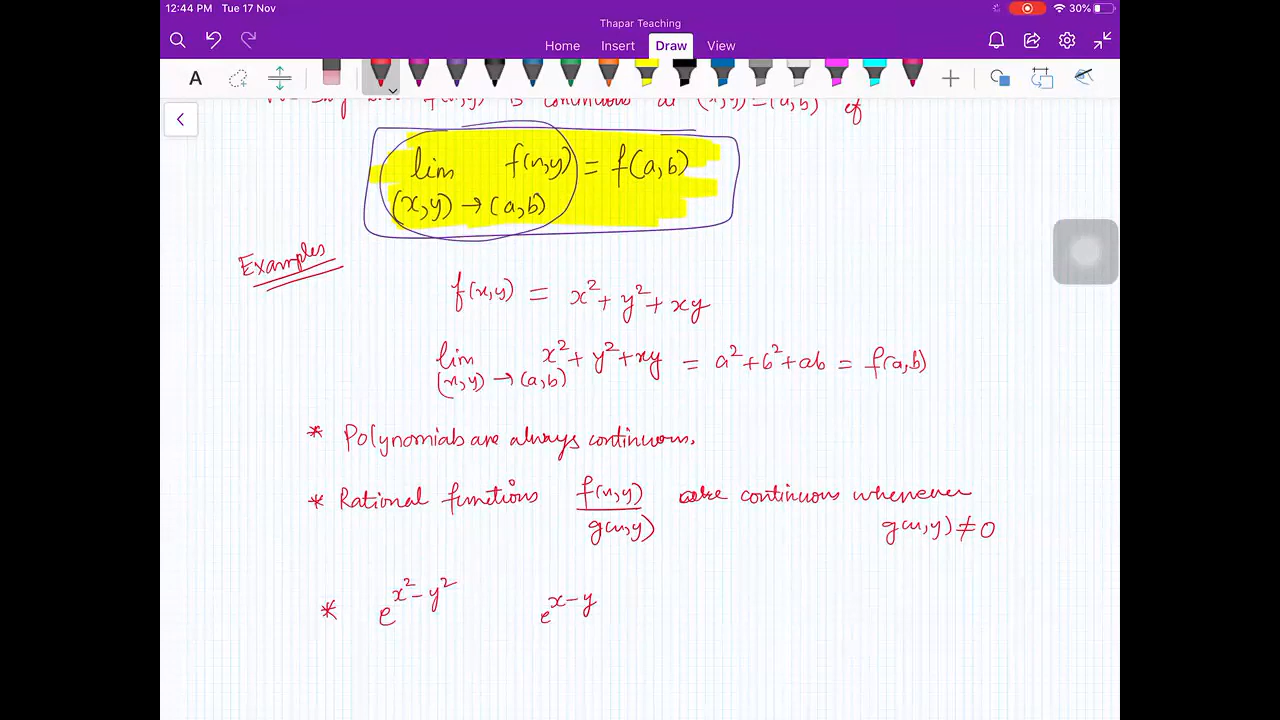 12:44 PM Tue 17 Nov
30%
Thapar Teaching
Home Insert Draw View
A
f(x,y) is continuous at (x,y)=(a,b) if
lim f(x,y) = f(a,b)
(x,y) → (a,b)
Examples
f(x,y) = x² + y² + xy
lim x² + y² + xy = a² + b² + ab = f(a,b)
(x,y) → (a,b)
* Polynomials are always continuous.
* Rational functions f(x,y)/g(x,y) are continuous whenever
g(x,y) ≠ 0
* e^{x²-y²} e^{x-y}